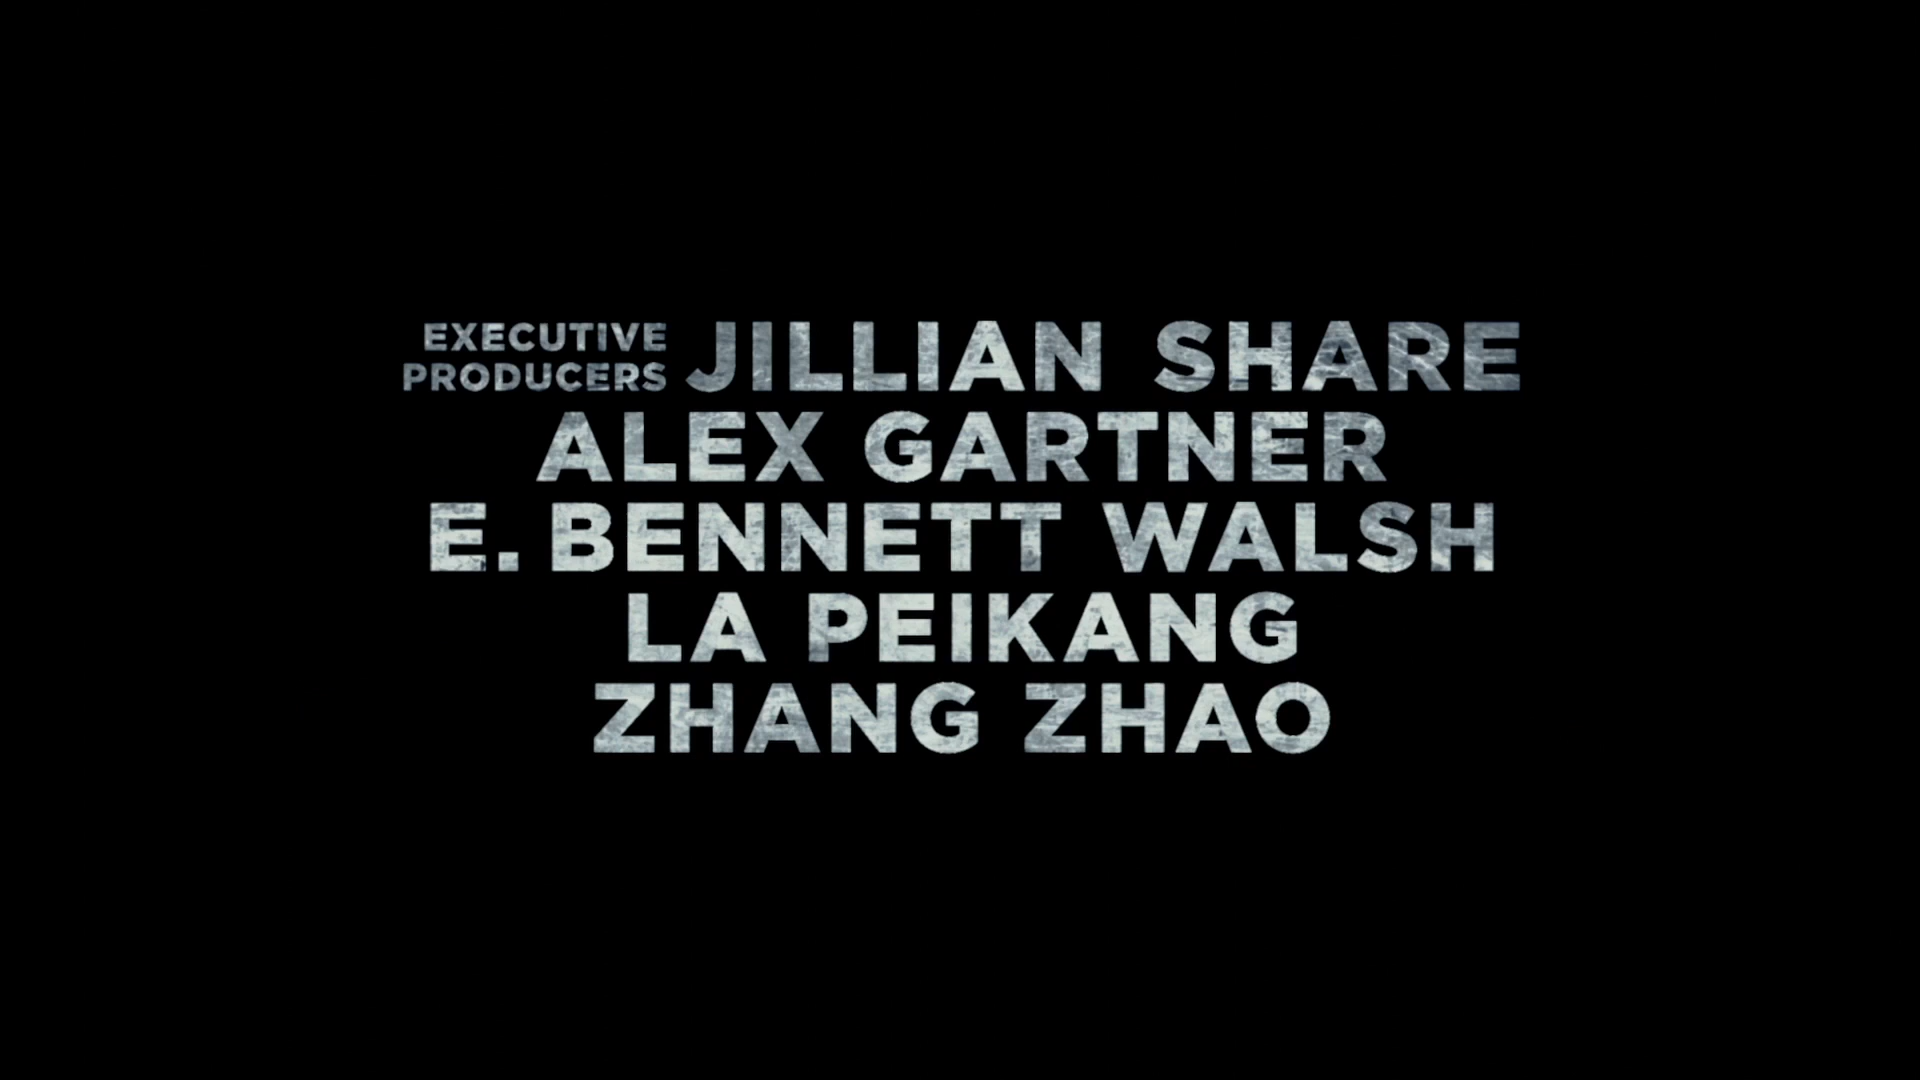 EXECUTIVE
PRODUCERS JILLIAN SHARE
ALEX GARTNER
E. BENNETT WALSH
LA PEIKANG
ZHANG ZHAO